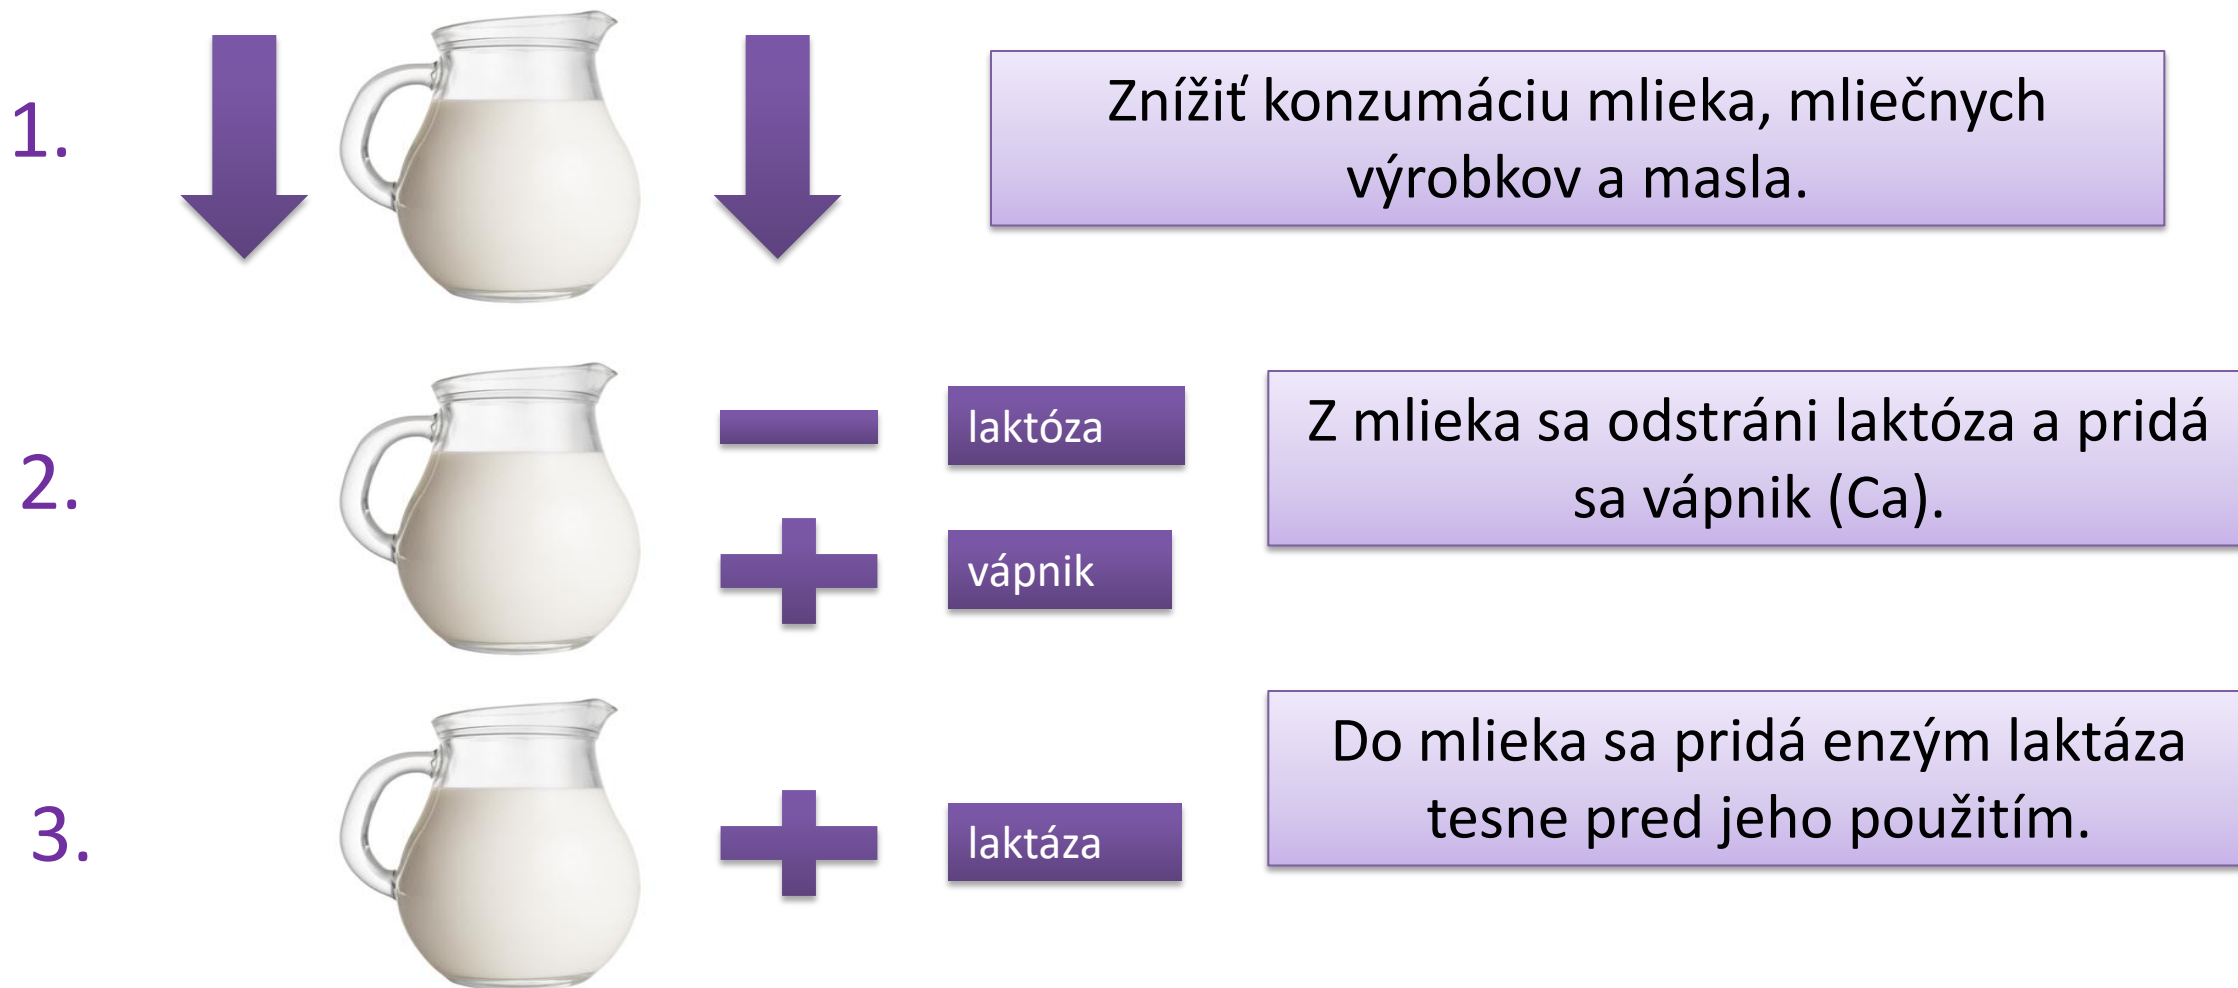 1.
Znížiť konzumáciu mlieka, mliečnych
výrobkov a masla.
2.
laktóza
vápnik
Z mlieka sa odstráni laktóza a pridá
sa vápnik (Ca).
3.
laktáza
Do mlieka sa pridá enzým laktáza
tesne pred jeho použitím.